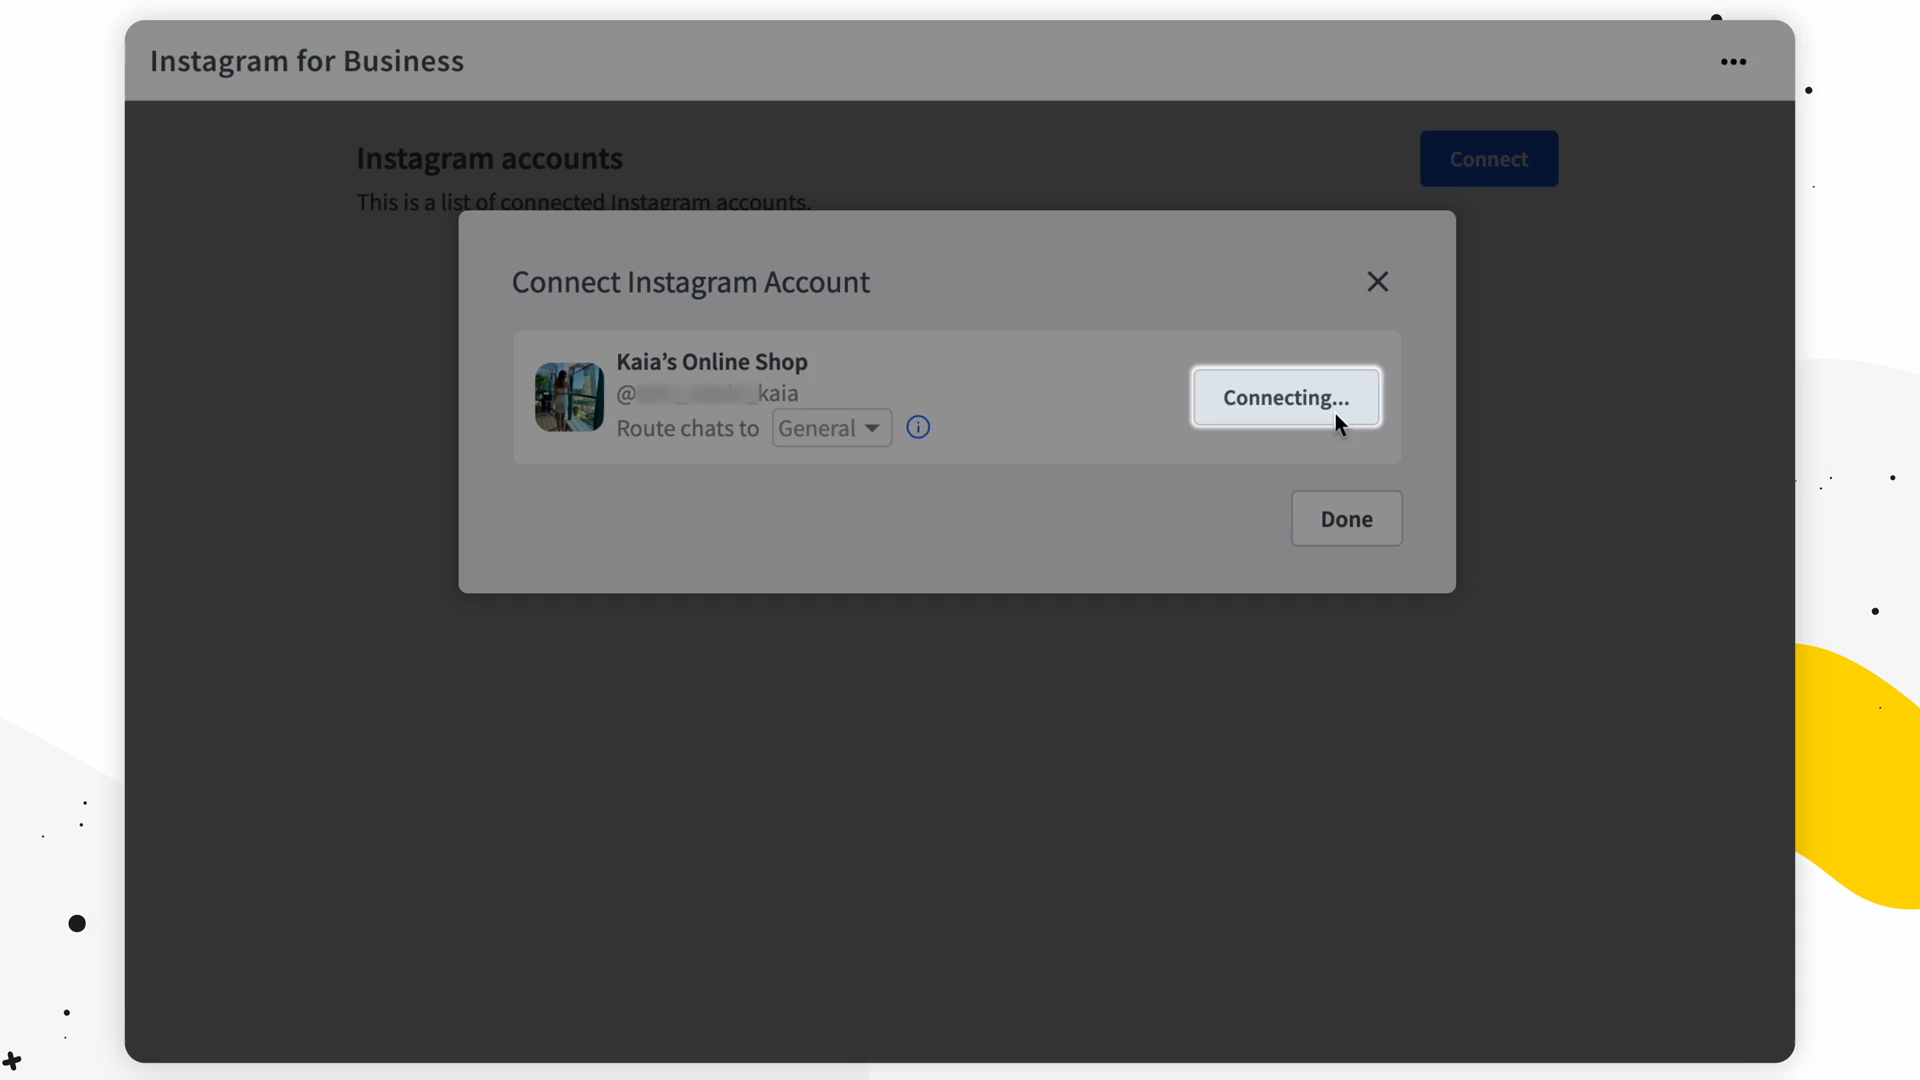 Instagram for Business
Instagram accounts
Connect
This is a list of connected Instagram accounts.
Connect Instagram Account
Kaia’s Online Shop
@ _kaia
Route chats to General
Connecting...
Done